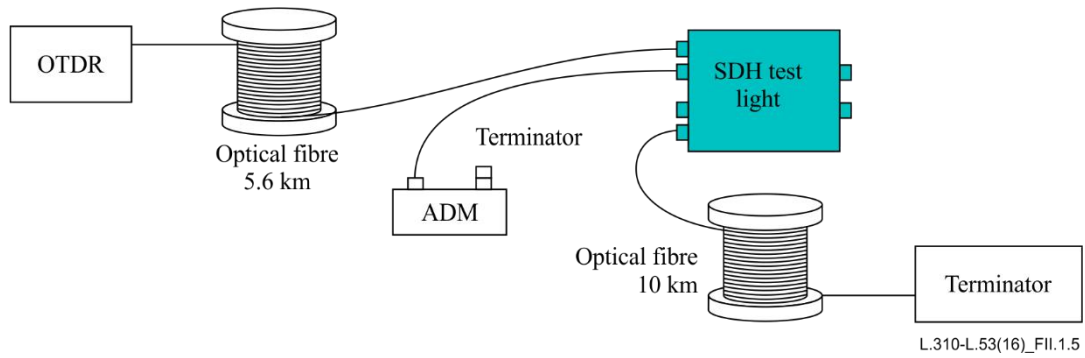 OTDR
Optical fibre
5.6 km
Terminator
ADM
SDH test
light
Optical fibre
10 km
Terminator
L.310-L.53(16)_FII.1.5